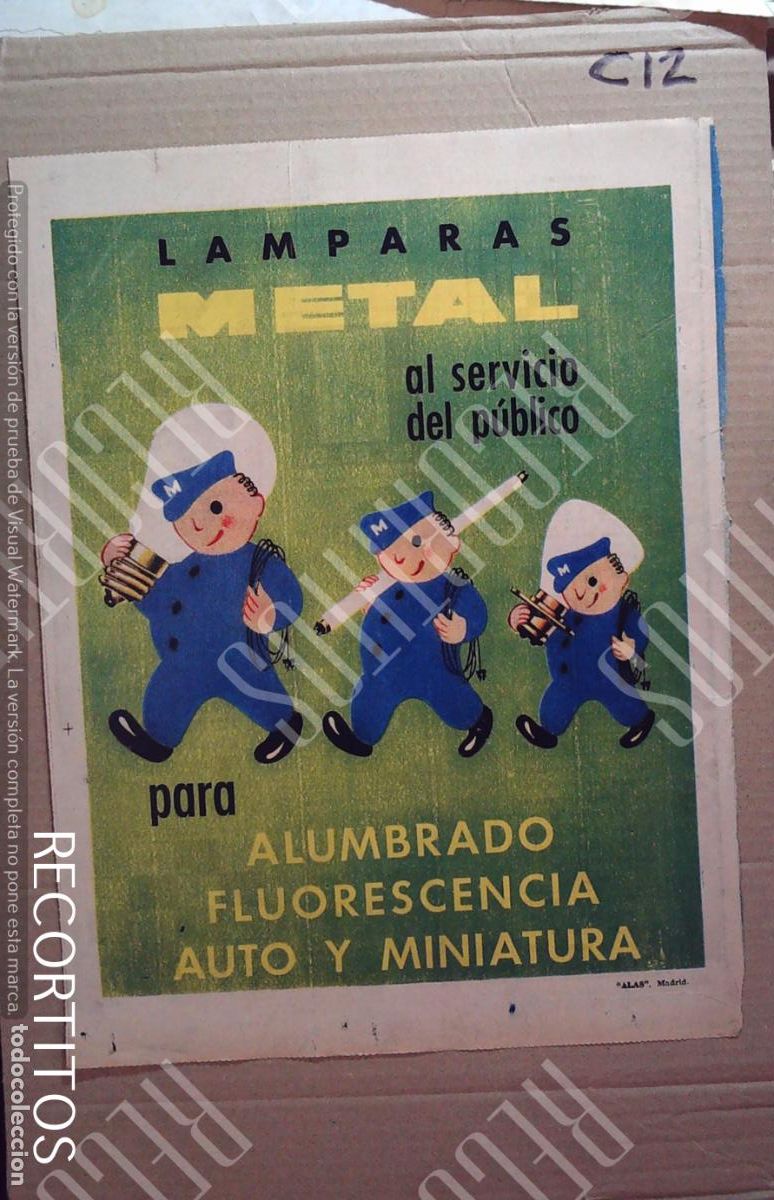 C12
LAMPARAS
METAL
al servicio
del público
M
M
M
para
ALUMBRADO
FLUORESCENCIA
AUTO Y MINIATURA
"ALAS". Madrid.
RECORTITOS
Protegido con la versión de prueba de Visual Watermark. La versión completa no pone esta marca.
todocoleccion
RECORTITOS